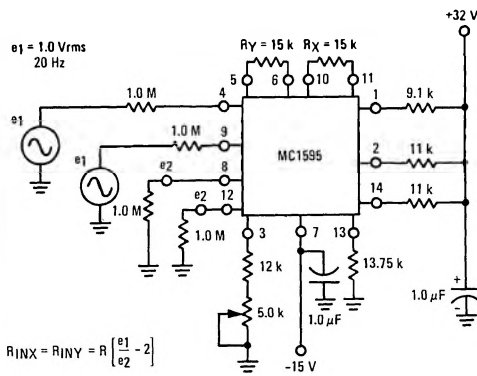 +32 V
e1 = 1.0 Vrms
20 Hz
RY = 15 k
RX = 15 k
5
6
10
11
1.0 M
4
1
9.1 k
e1
1.0 M
9
MC1595
2
11 k
e1
e2
8
14
11 k
e2
12
1.0 M
1.0 M
3
7
13
12 k
13.75 k
5.0 k
1.0 µF
+
-
1.0 µF
-15 V
RINX = RINY = R [e1/e2 - 2]